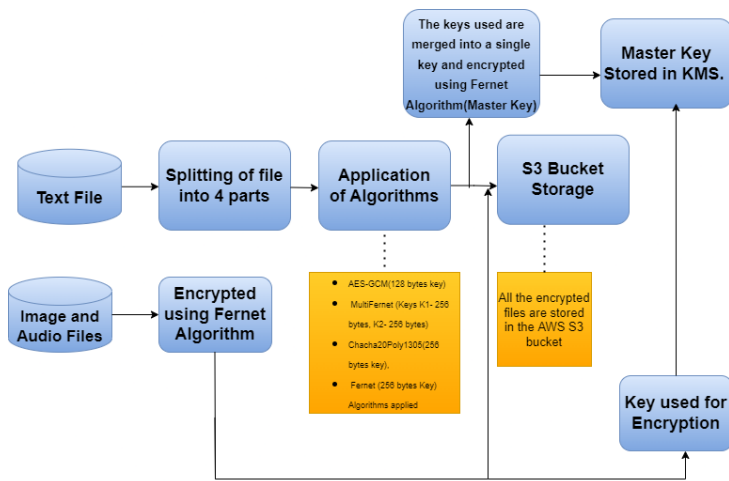 The keys used are
merged into a single
key and encrypted
using Fernet
Algorithm(Master Key)
Master Key
Stored in KMS.
Text File
Splitting of file
into 4 parts
Application
of Algorithms
S3 Bucket
Storage
Image and
Audio Files
Encrypted
using Fernet
Algorithm
AES-GCM(128 bytes key)
MultiFernet (Keys K1- 256
bytes, K2- 256 bytes)
Chacha20Poly1305(256
bytes key),
Fernet (256 bytes Key)
Algorithms applied
All the encrypted
files are stored
in the AWS S3
bucket
Key used for
Encryption